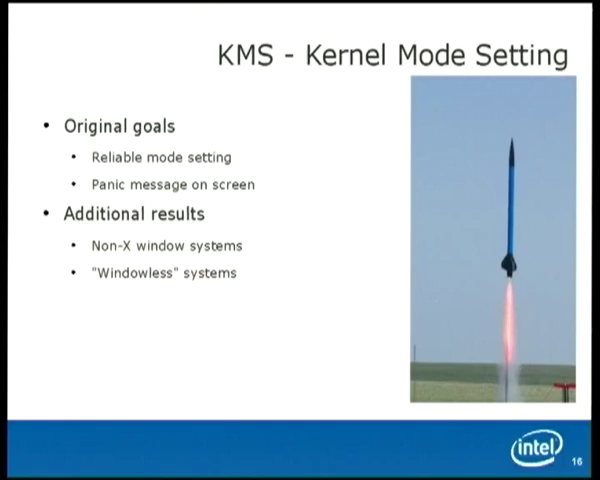 KMS - Kernel Mode Setting
• Original goals
• Reliable mode setting
• Panic message on screen
• Additional results
• Non-X window systems
• "Windowless" systems
intel
16